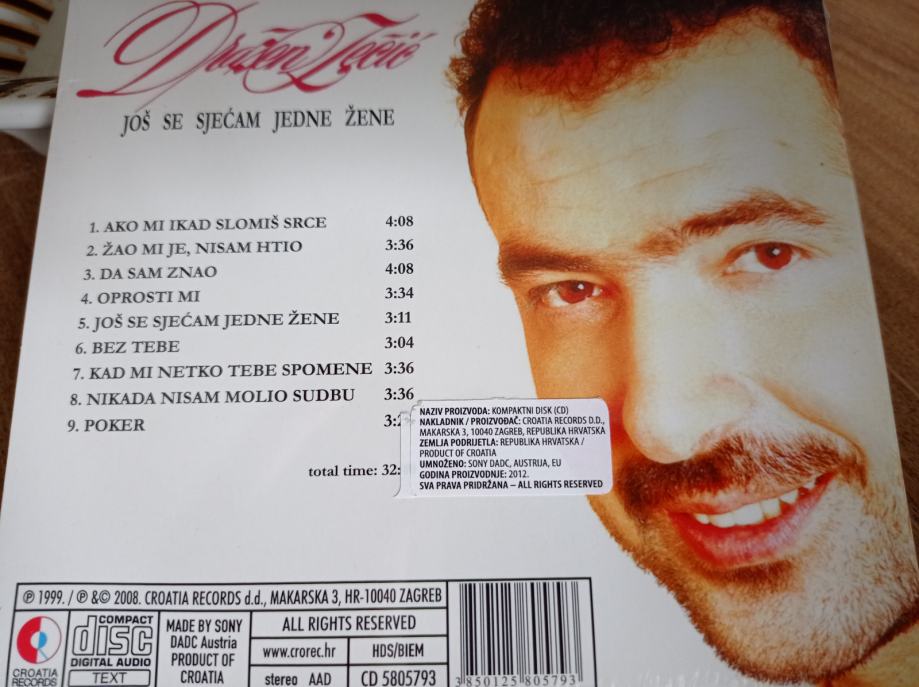 Dražen Zečić
JOŠ SE SJEĆAM JEDNE ŽENE
1. AKO MI IKAD SLOMIŠ SRCE 4:08
2. ŽAO MI JE, NISAM HTIO 3:36
3. DA SAM ZNAO 4:08
4. OPROSTI MI 3:34
5. JOŠ SE SJEĆAM JEDNE ŽENE 3:11
6. BEZ TEBE 3:04
7. KAD MI NETKO TEBE SPOMENE 3:36
8. NIKADA NISAM MOLIO SUDBU 3:36
9. POKER
total time: 32:
NAZIV PROIZVODA: KOMPAKTNI DISK (CD)
NAKLADNIK / PROIZVOĐAČ: CROATIA RECORDS D.D.,
MAKARSKA 3, 10040 ZAGREB, REPUBLIKA HRVATSKA
ZEMLJA PODRIJETLA: REPUBLIKA HRVATSKA /
PRODUCT OF CROATIA
UMNOŽENO: SONY DADC, AUSTRIJA, EU
GODINA PROIZVODNJE: 2012.
SVA PRAVA PRIDRŽANA – ALL RIGHTS RESERVED
℗ 1999. / ℗ &© 2008. CROATIA RECORDS d.d., MAKARSKA 3, HR-10040 ZAGREB
CROATIA
RECORDS
COMPACT
disc
DIGITAL AUDIO
TEXT
MADE BY SONY
DADC Austria
PRODUCT OF
CROATIA
ALL RIGHTS RESERVED
www.crorec.hr HDS/BIEM
stereo AAD CD 5805793
3 850125 805793